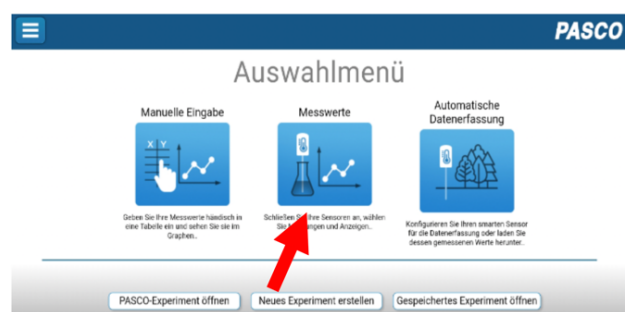 PASCO
Auswahlmenü
Manuelle Eingabe
X Y
Geben Sie Ihre Messwerte händisch in
eine Tabelle ein und sehen Sie sie im
Graphen..
Messwerte
Schließen Sie Ihre Sensoren an, wählen
Sie und Anzeigen..
Automatische
Datenerfassung
Konfigurieren Sie Ihren smarten Sensor
für die Datenerfassung oder laden Sie
dessen gemessenen Werte herunter..
PASCO-Experiment öffnen
Neues Experiment erstellen
Gespeichertes Experiment öffnen